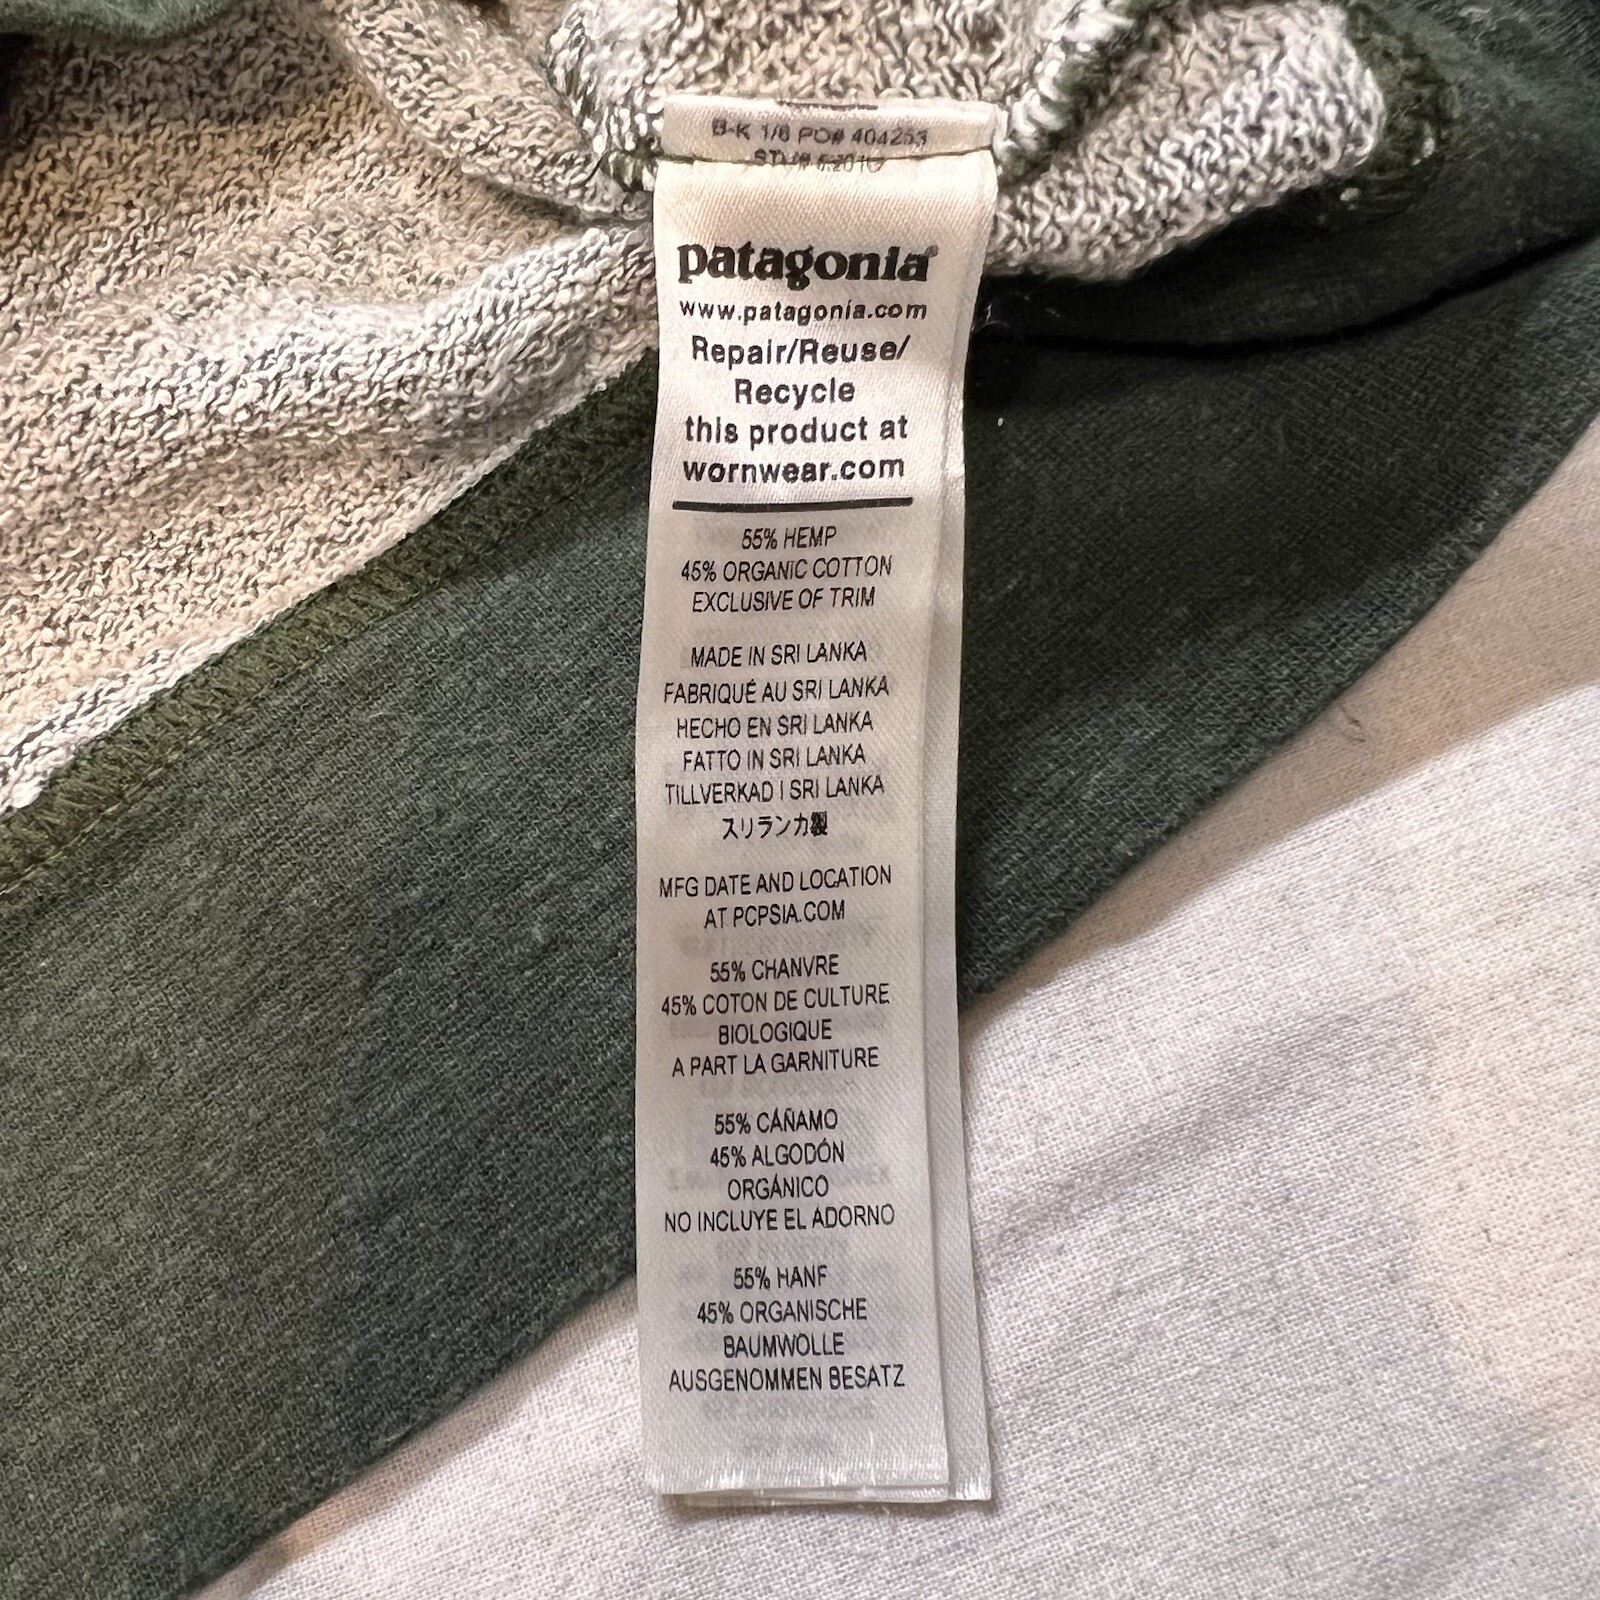 B-K 1/8 PO# 404253
patagonia®
www.patagonia.com
Repair/Reuse/
Recycle
this product at
wornwear.com
55% HEMP
45% ORGANIC COTTON
EXCLUSIVE OF TRIM
MADE IN SRI LANKA
FABRIQUÉ AU SRI LANKA
HECHO EN SRI LANKA
FATTO IN SRI LANKA
TILLVERKAD I SRI LANKA
スリランカ製
MFG DATE AND LOCATION
AT PCPSIA.COM
55% CHANVRE
45% COTON DE CULTURE
BIOLOGIQUE
A PART LA GARNITURE
55% CÁÑAMO
45% ALGODÓN
ORGÁNICO
NO INCLUYE EL ADORNO
55% HANF
45% ORGANISCHE
BAUMWOLLE
AUSGENOMMEN BESATZ